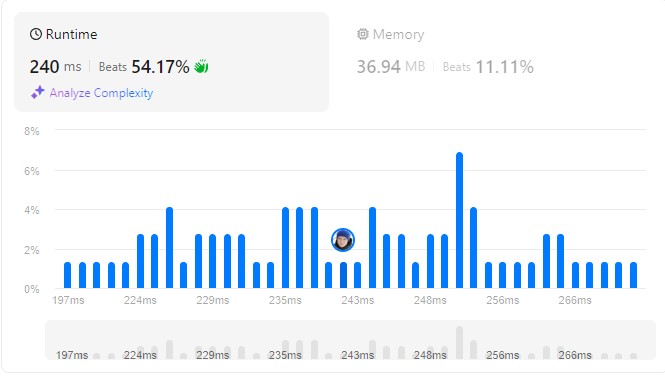 Runtime
240 ms | Beats 54.17%
Analyze Complexity
Memory
36.94 MB | Beats 11.11%
8%
6%
4%
2%
0%
197ms 224ms 229ms 235ms 243ms 248ms 256ms 266ms
197ms 224ms 229ms 235ms 243ms 248ms 256ms 266ms